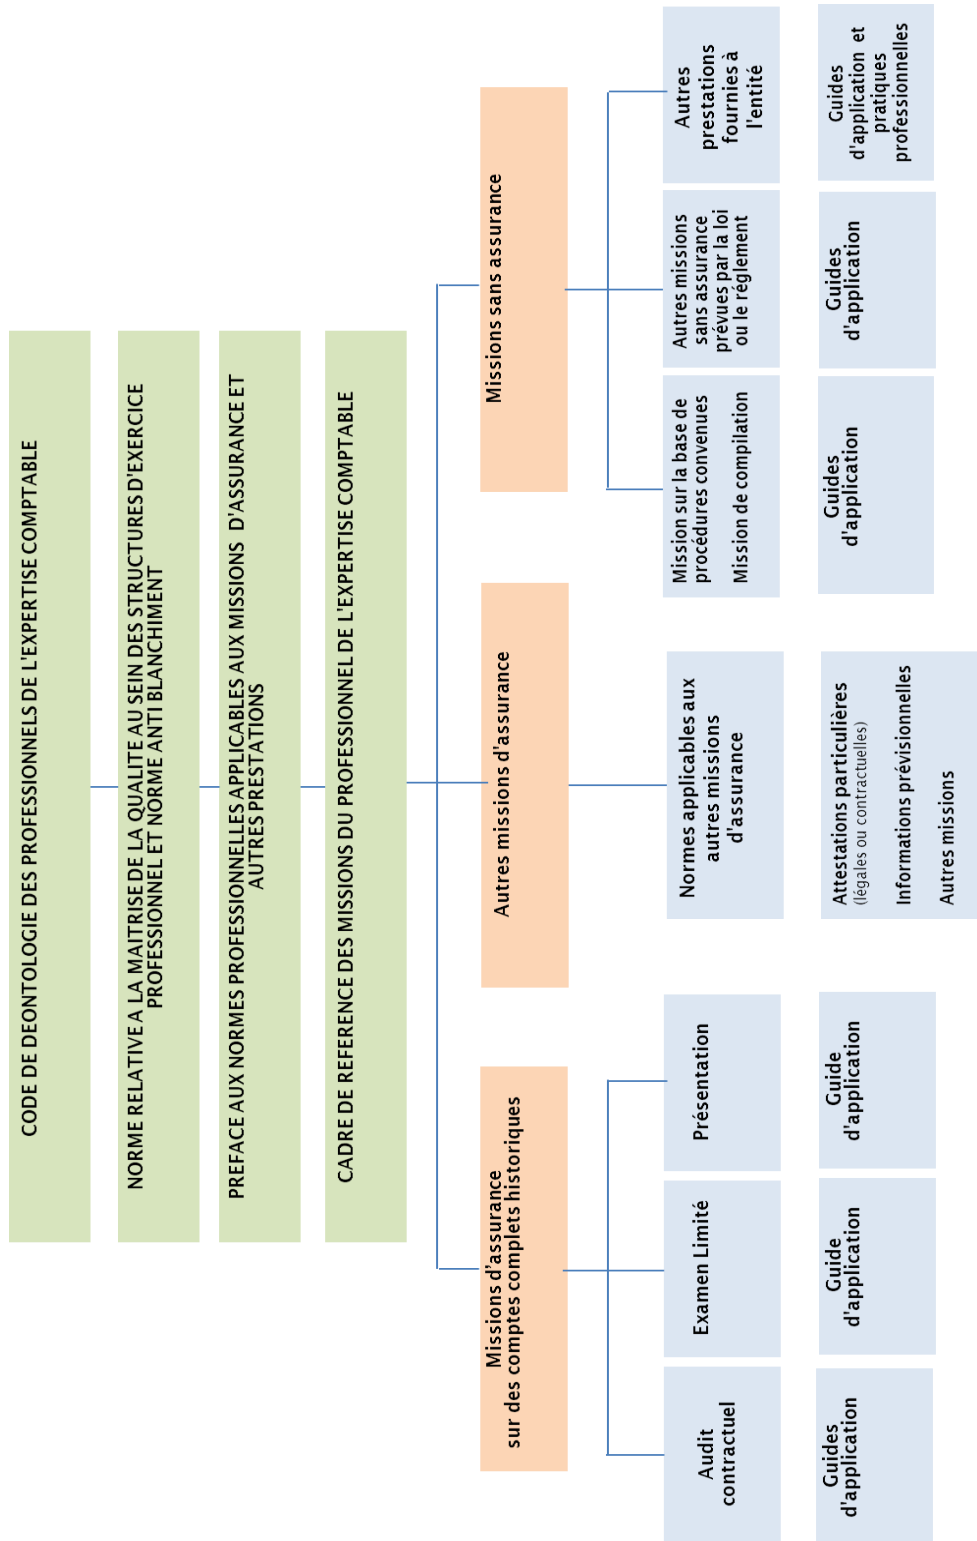 CODE DE DEONTOLOGIE DES PROFESSIONNELS DE L'EXPERTISE COMPTABLE
NORME RELATIVE A LA MAITRISE DE LA QUALITE AU SEIN DES STRUCTURES D'EXERCICE
PROFESSIONNEL ET NORME ANTI BLANCHIMENT
PREFACE AUX NORMES PROFESSIONNELLES APPLICABLES AUX MISSIONS D'ASSURANCE ET
AUTRES PRESTATIONS
CADRE DE REFERENCE DES MISSIONS DU PROFESSIONNEL DE L'EXPERTISE COMPTABLE
Missions d'assurance
sur des comptes complets historiques
Autres missions d'assurance
Missions sans assurance
Audit
contractuel
Examen Limité
Présentation
Normes applicables aux
autres missions
d'assurance
Mission sur la base de
procédures convenues
Mission de compilation
Autres missions
sans assurance
prévues par la loi
ou le réglement
Autres
prestations
fournies à
l'entité
Guides
d'application
Guide
d'application
Guide
d'application
Attestations particulières
(légales ou contractuelles)
Informations prévisionnelles
Autres missions
Guides
d'application
Guides
d'application
Guides
d'application et
pratiques
professionnelles